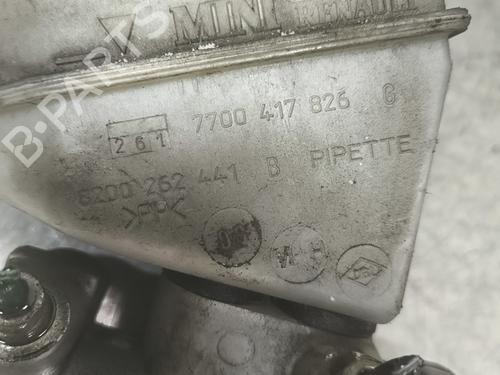 MINI RENAULT
7700 417 826 G
261
8200 262 441 B PIPETTE
>PP<
B-PARTS